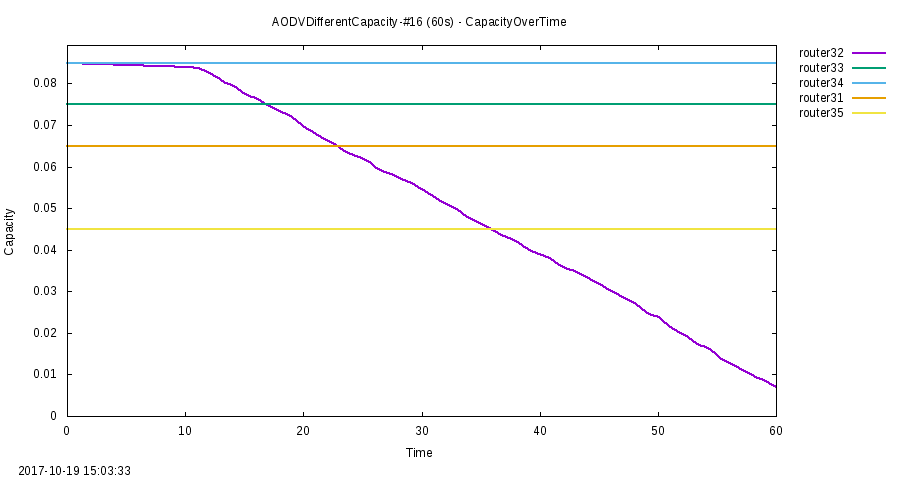 AODVDifferentCapacity-#16 (60s) - CapacityOverTime
router32
router33
router34
router31
router35
0.08
0.07
0.06
0.05
0.04
0.03
0.02
0.01
0
Capacity
0 10 20 30 40 50 60
Time
2017-10-19 15:03:33